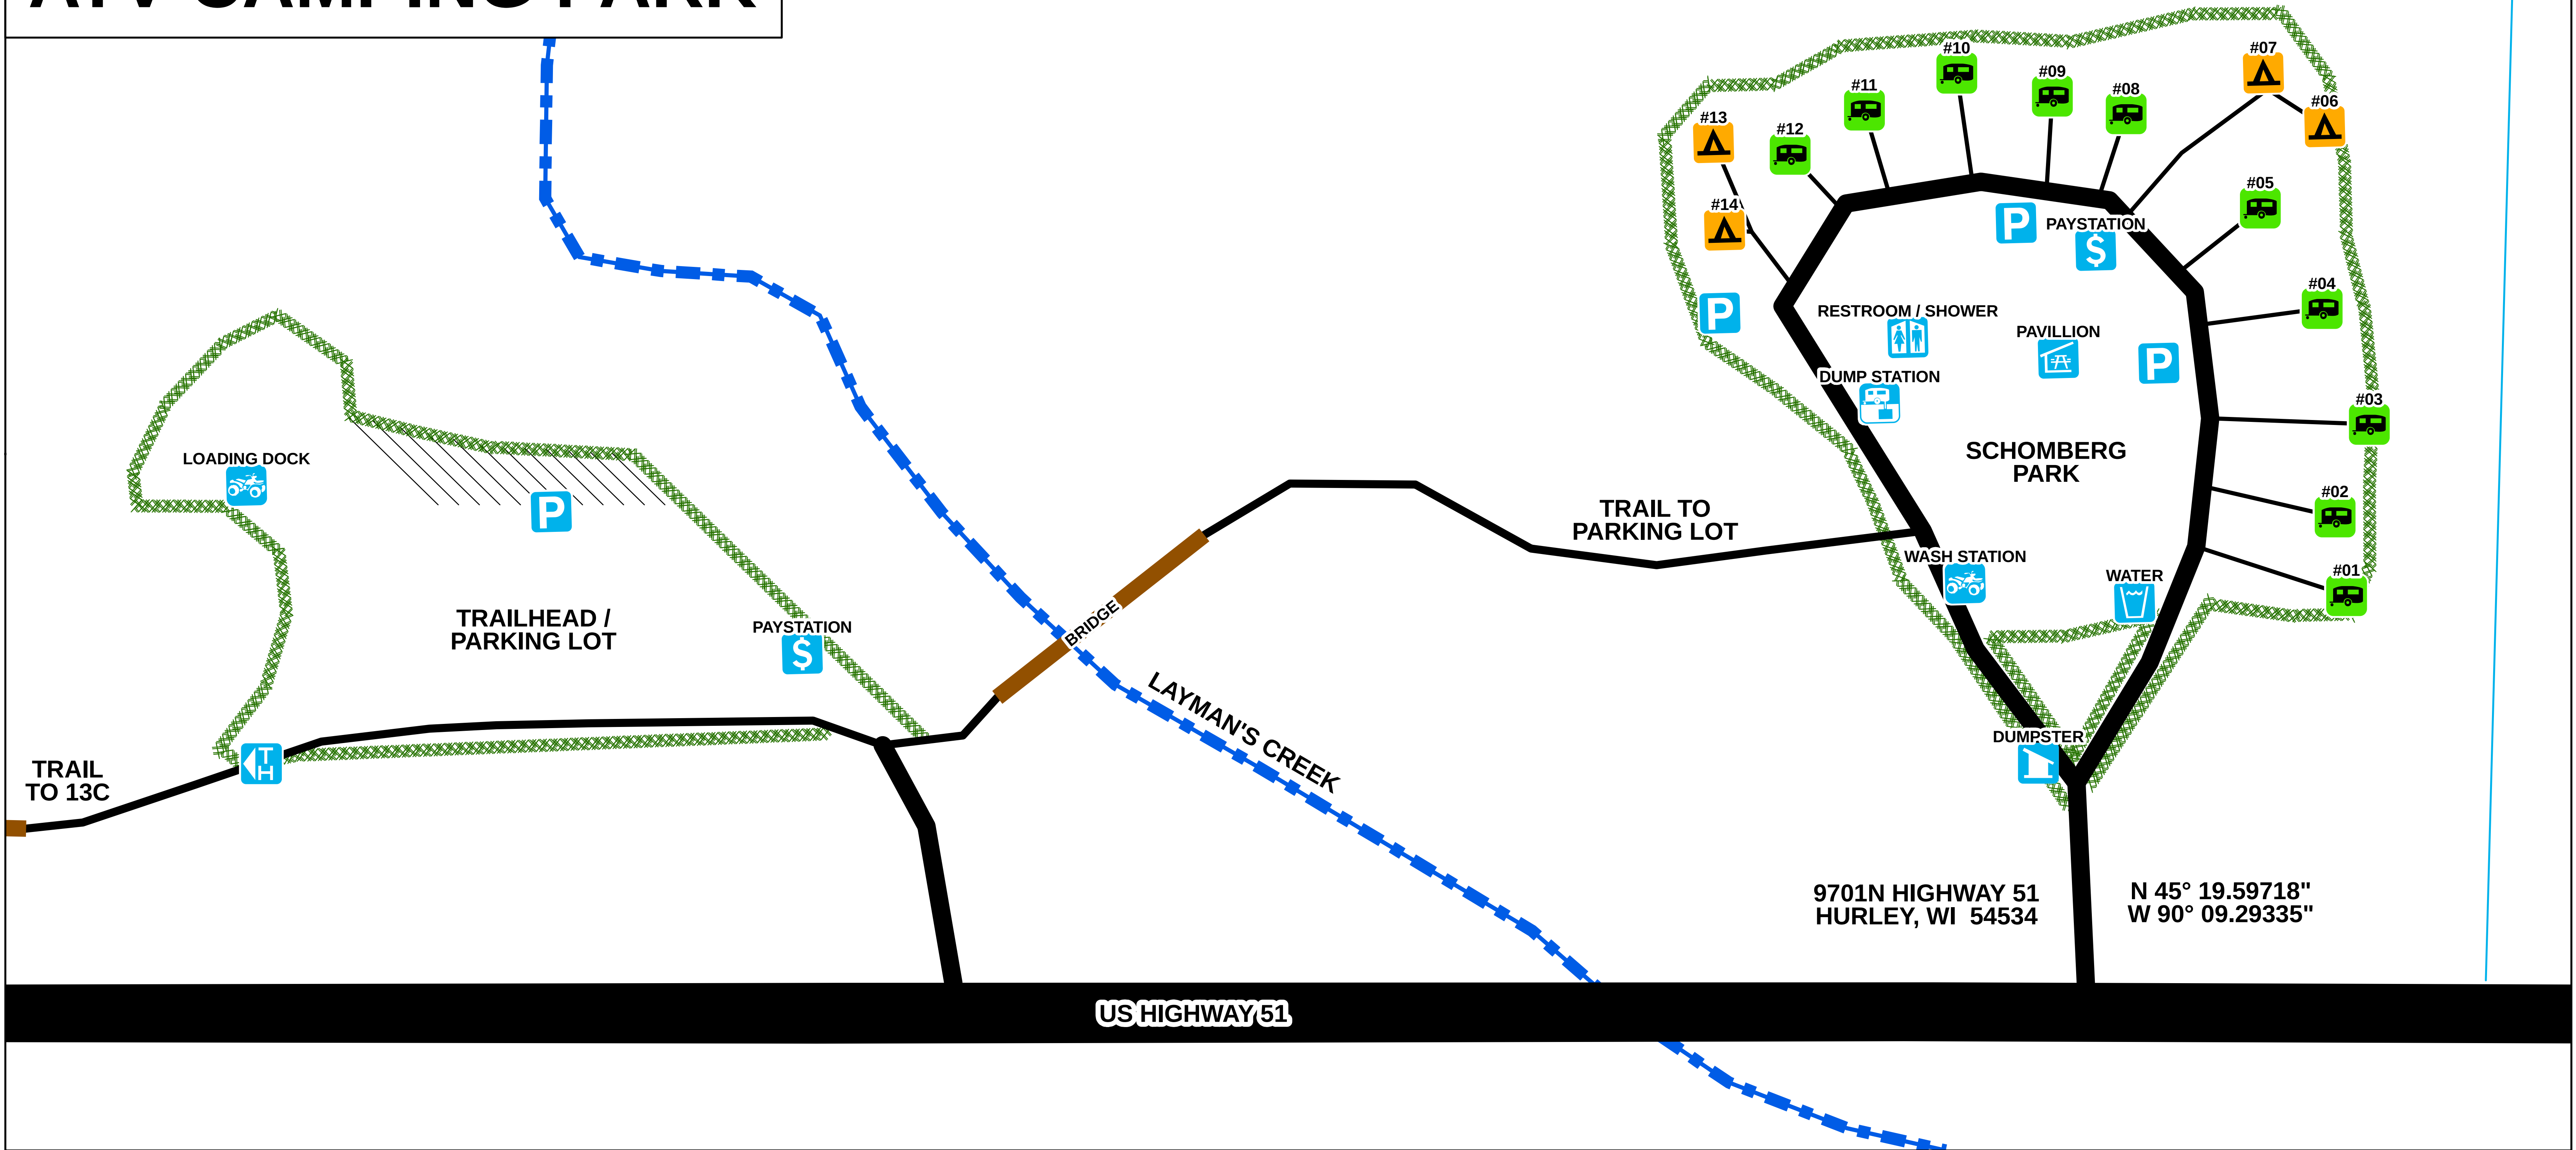 ATV CAMPING PARK
#07
#10
#09
#11
#08
#06
#13
#12
#05
#14
P
PAYSTATION
$
#04
P
RESTROOM / SHOWER
PAVILLION
P
DUMP STATION
#03
SCHOMBERG
PARK
LOADING DOCK
P
#02
TRAIL TO
PARKING LOT
WASH STATION
WATER
#01
TRAILHEAD /
PARKING LOT
PAYSTATION
$
BRIDGE
LAYMAN'S CREEK
DUMPSTER
TRAIL
TO 13C
T
H
9701N HIGHWAY 51
HURLEY, WI 54534
N 45° 19.59718"
W 90° 09.29335"
US HIGHWAY 51